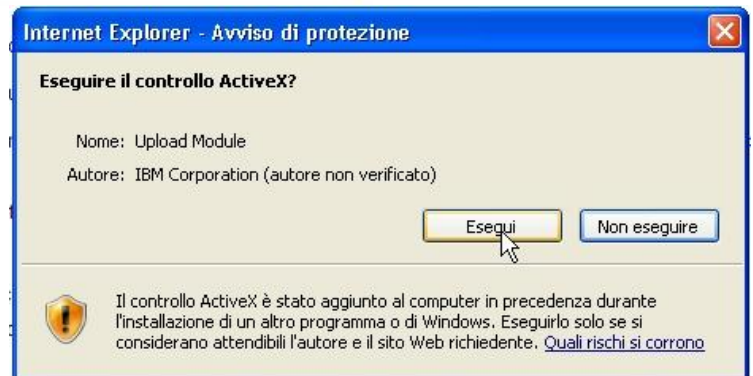 Internet Explorer - Avviso di protezione
Eseguire il controllo ActiveX?
Nome: Upload Module
Autore: IBM Corporation (autore non verificato)
Esegui Non eseguire
Il controllo ActiveX è stato aggiunto al computer in precedenza durante
l'installazione di un altro programma o di Windows. Eseguirlo solo se si
considerano attendibili l'autore e il sito Web richiedente. Quali rischi si corrono